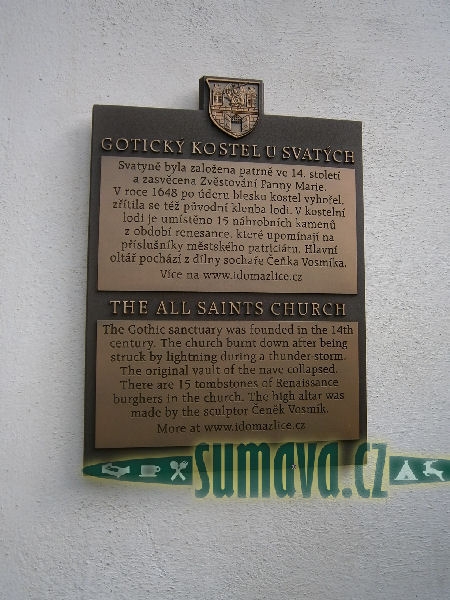 GOTICKÝ KOSTEL U SVATÝCH
Svatyně byla založena patrně ve 14. století
a zasvěcena Zvěstování Panny Marie.
V roce 1648 po úderu blesku kostel vyhořel,
zřítila se též původní klenba lodi. V kostelní
lodi je umístěno 15 náhrobních kamenů
z období renesance, které upomínají na
příslušníky městského patriciátu. Hlavní
oltář pochází z dílny sochaře Čeňka Vosmíka.
Více na www.idomazlice.cz
THE ALL SAINTS CHURCH
The Gothic sanctuary was founded in the 14th
century. The church burnt down after being
struck by lightning during a thunder-storm.
The original vault of the nave collapsed.
There are 15 tombstones of Renaissance
burghers in the church. The high altar was
made by the sculptor Čeněk Vosmík.
More at www.idomazlice.cz
sumava.cz